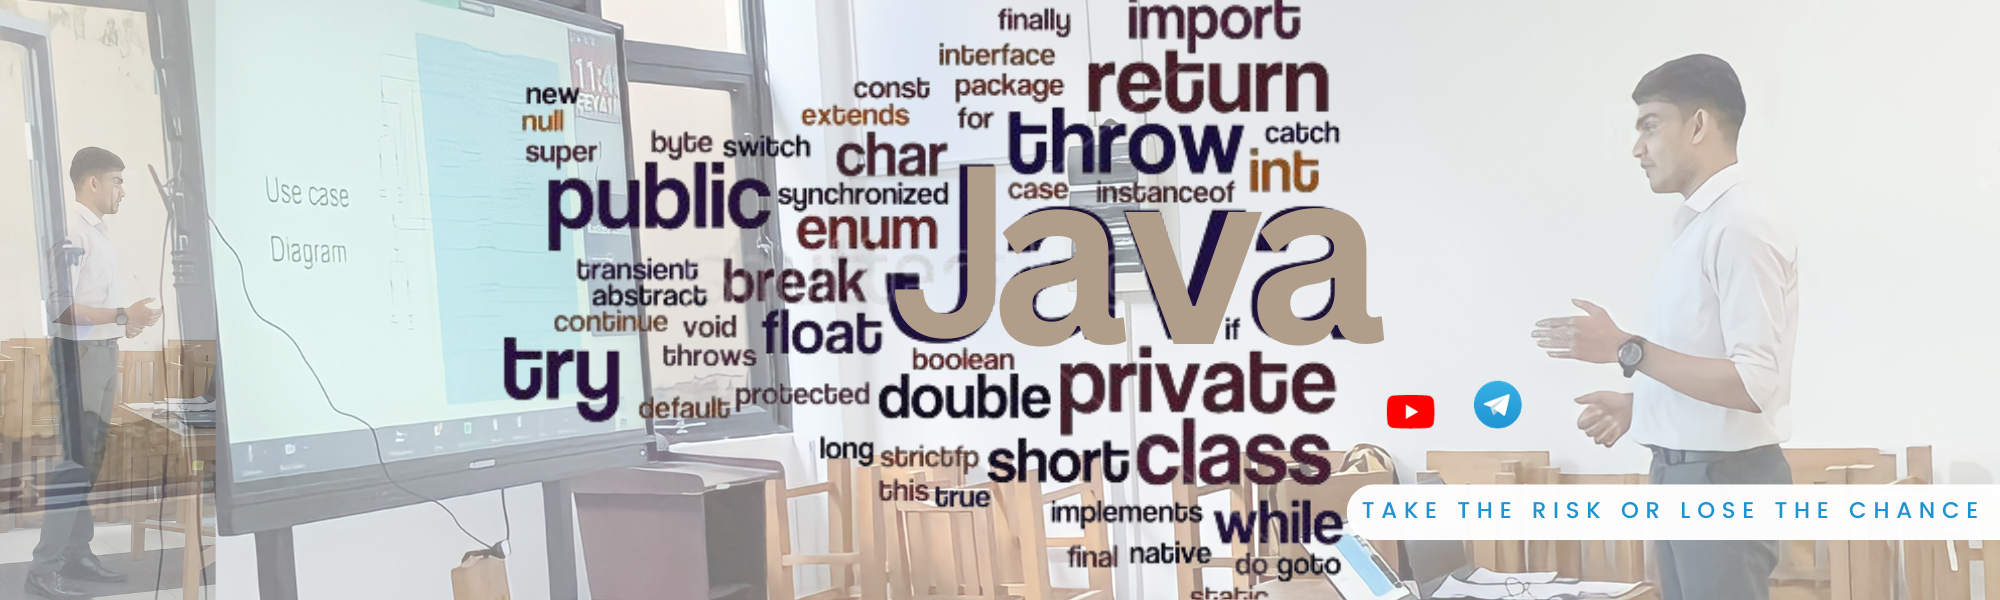 finally
import
interface
return
const
package
new
extends
for
throw
catch
null
byte
switch
char
int
super
public
synchronized
case
instanceof
Java
Use case
Diagram
enum
transient
break
abstract
continue
void
float
if
throws
try
boolean
private
protected
double
default
long
strictfp
short
class
this
true
implements
while
TAKE THE RISK OR LOSE THE CHANCE
final
native
do
goto
static